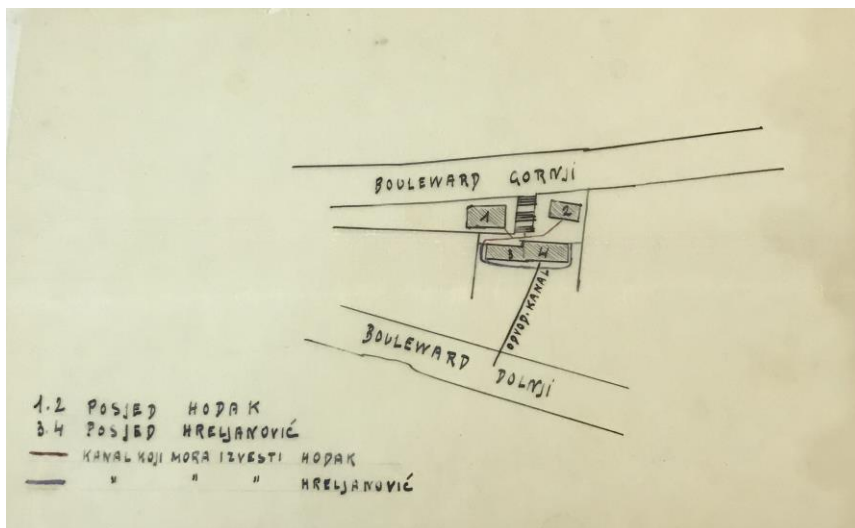 BOULEWARD GORNJI
1
2
3
4
ODVOD. KANAL
BOULEWARD DOLNJI
1.2 POSJED HODAK
3.4 POSJED HRELJANOVIĆ
KANAL KOJI MORA IZVESTI HODAK
" " " HRELJANOVIĆ